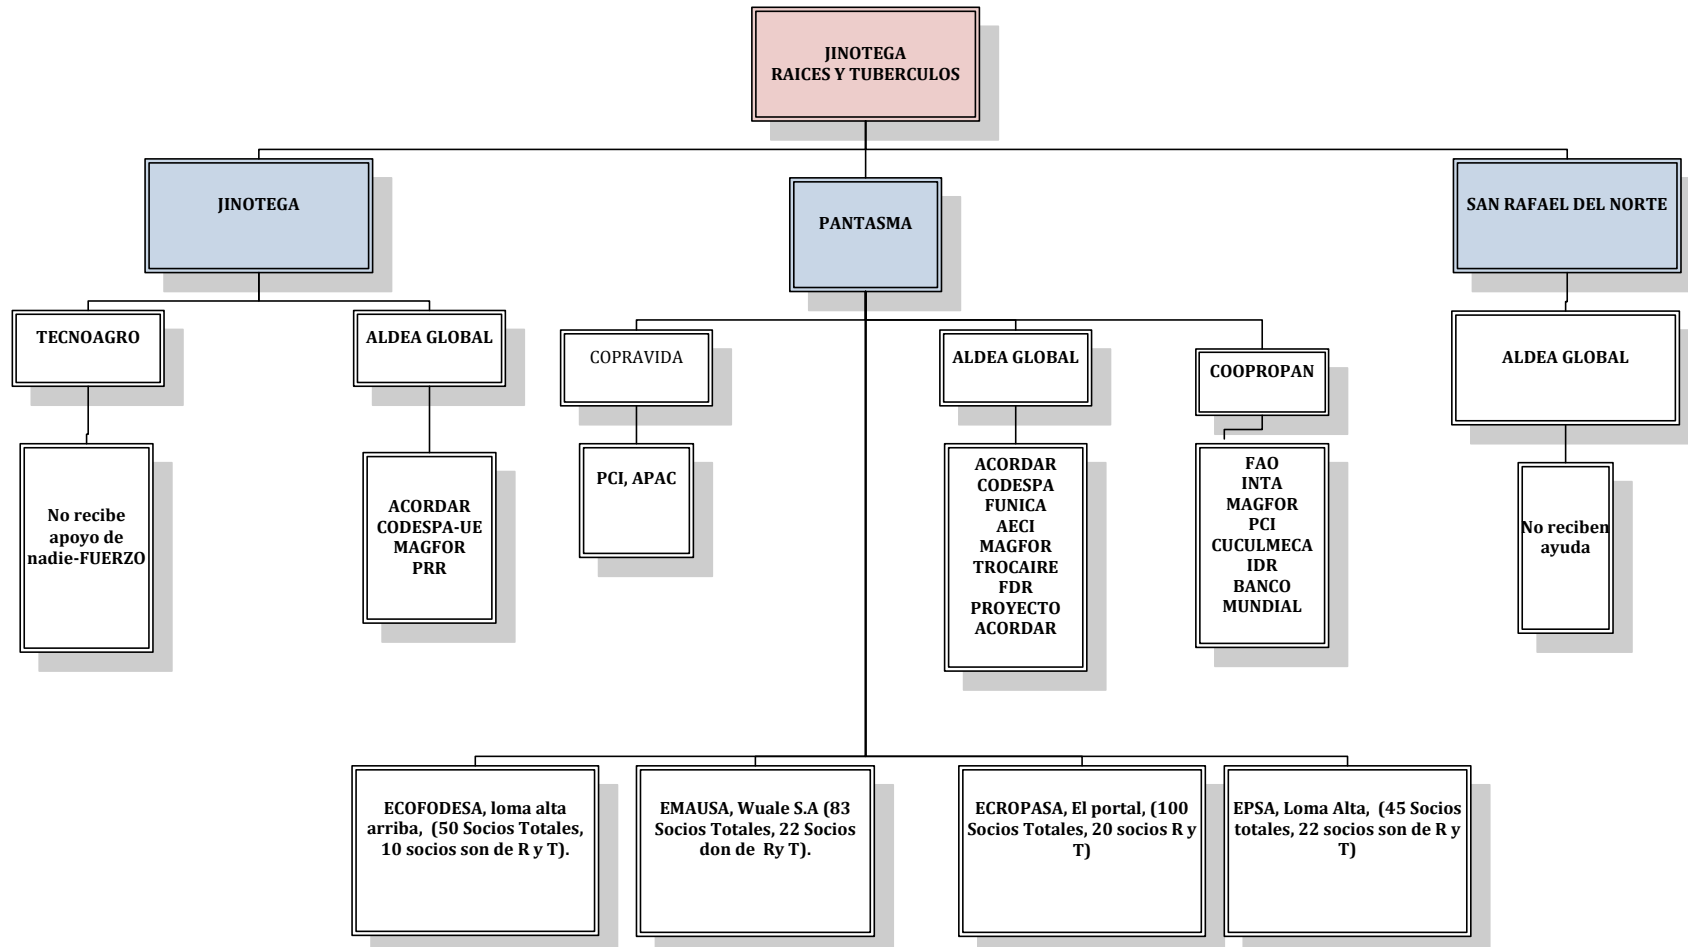 JINOTEGA
RAICES Y TUBERCULOS
JINOTEGA
PANTASMA
SAN RAFAEL DEL NORTE
TECNOAGRO
ALDEA GLOBAL
COPRAVIDA
ALDEA GLOBAL
COOPROPAN
ALDEA GLOBAL
No recibe
apoyo de
nadie-FUERZO
ACORDAR
CODESPA-UE
MAGFOR
PRR
PCI, APAC
ACORDAR
CODESPA
FUNICA
AECI
MAGFOR
TROCAIRE
FDR
PROYECTO
ACORDAR
FAO
INTA
MAGFOR
PCI
CUCULMECA
IDR
BANCO
MUNDIAL
No reciben
ayuda
ECOFODESA, loma alta
arriba, (50 Socios Totales,
10 socios son de R y T).
EMAUSA, Wuale S.A (83
Socios Totales, 22 Socios
don de Ry T).
ECROPASA, El portal, (100
Socios Totales, 20 socios R y
T)
EPSA, Loma Alta, (45 Socios
totales, 22 socios son de R y
T)